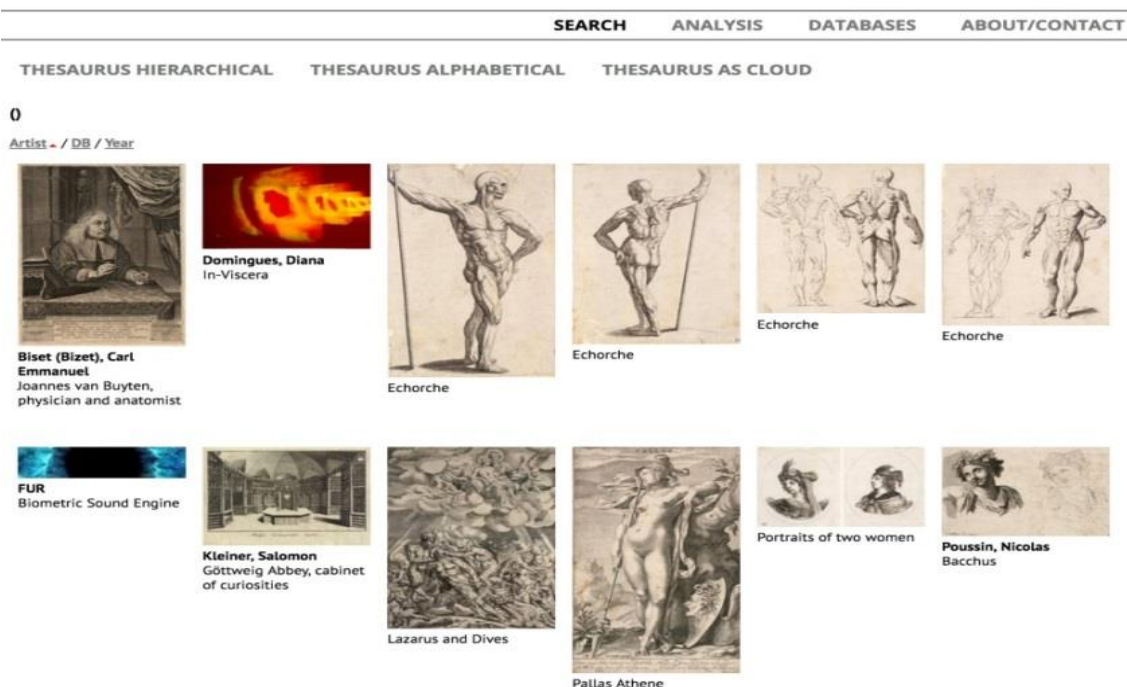 SEARCH ANALYSIS DATABASES ABOUT/CONTACT
THESAURUS HIERARCHICAL THESAURUS ALPHABETICAL THESAURUS AS CLOUD
()
Artist / DB / Year
Biset (Bizet), Carl
Emmanuel
Joannes van Buyten,
physician and anatomist
Domingues, Diana
In-Viscera
Echorche
Echorche
Echorche
Echorche
FUR
Biometric Sound Engine
Kleiner, Salomon
Göttweig Abbey, cabinet
of curiosities
Lazarus and Dives
Pallas Athene
Portraits of two women
Poussin, Nicolas
Bacchus